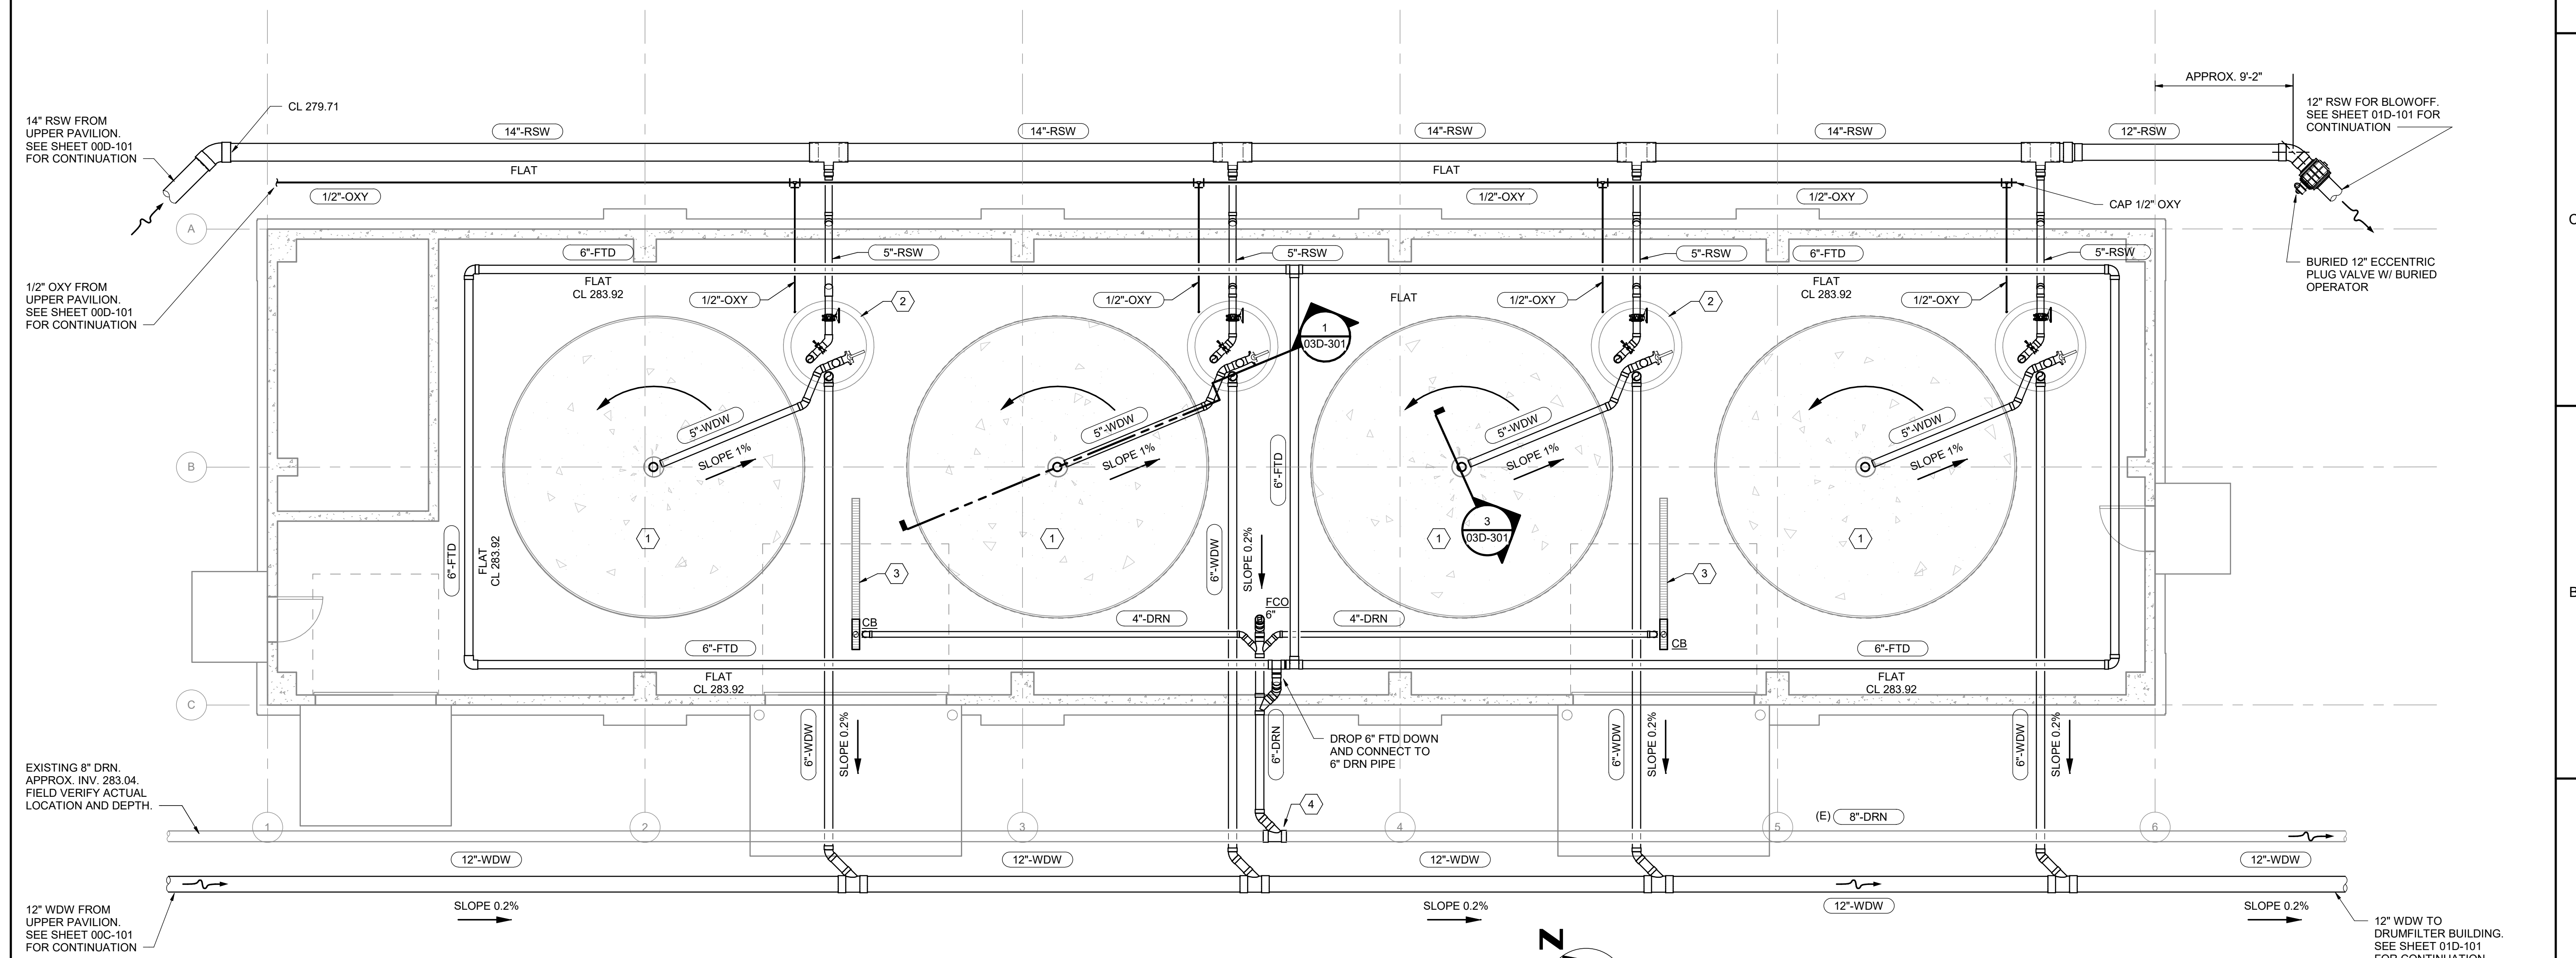 APPROX. 9'-2"
CL 279.71
14" RSW FROM
UPPER PAVILION.
SEE SHEET 00D-101
FOR CONTINUATION
12" RSW FOR BLOWOFF.
SEE SHEET 01D-101 FOR
CONTINUATION
14"-RSW
14"-RSW
14"-RSW
14"-RSW
12"-RSW
FLAT
FLAT
1/2"-OXY
1/2"-OXY
1/2"-OXY
CAP 1/2" OXY
A
C
6"-FTD
5"-RSW
5"-RSW
5"-RSW
6"-FTD
5"-RSW
FLAT
CL 283.92
FLAT
FLAT
CL 283.92
BURIED 12" ECCENTRIC
PLUG VALVE W/ BURIED
OPERATOR
1/2" OXY FROM
UPPER PAVILION.
SEE SHEET 00D-101
FOR CONTINUATION
1/2"-OXY
2
1/2"-OXY
1/2"-OXY
2
1/2"-OXY
1
03D-301
5"-WDW
SLOPE 1%
5"-WDW
SLOPE 1%
5"-WDW
SLOPE 1%
5"-WDW
SLOPE 1%
B
6"-FTD
1
1
1
3
03D-301
1
6"-FTD
FLAT
CL 283.92
3
6"-WDW
SLOPE 0.2%
3
B
FCO
6"
CB
4"-DRN
4"-DRN
CB
6"-FTD
6"-FTD
FLAT
CL 283.92
FLAT
CL 283.92
C
6"-WDW
SLOPE 0.2%
6"-DRN
DROP 6" FTD DOWN
AND CONNECT TO
6" DRN PIPE
6"-WDW
SLOPE 0.2%
6"-WDW
SLOPE 0.2%
EXISTING 8" DRN.
APPROX. INV. 283.04.
FIELD VERIFY ACTUAL
LOCATION AND DEPTH.
4
(E) 8"-DRN
1
2
3
4
5
6
12"-WDW
12"-WDW
12"-WDW
12"-WDW
12"-WDW
SLOPE 0.2%
SLOPE 0.2%
SLOPE 0.2%
12" WDW FROM
UPPER PAVILION.
SEE SHEET 00C-101
FOR CONTINUATION
N
12" WDW TO
DRUMFILTER BUILDING.
SEE SHEET 01D-101
FOR CONTINUATION